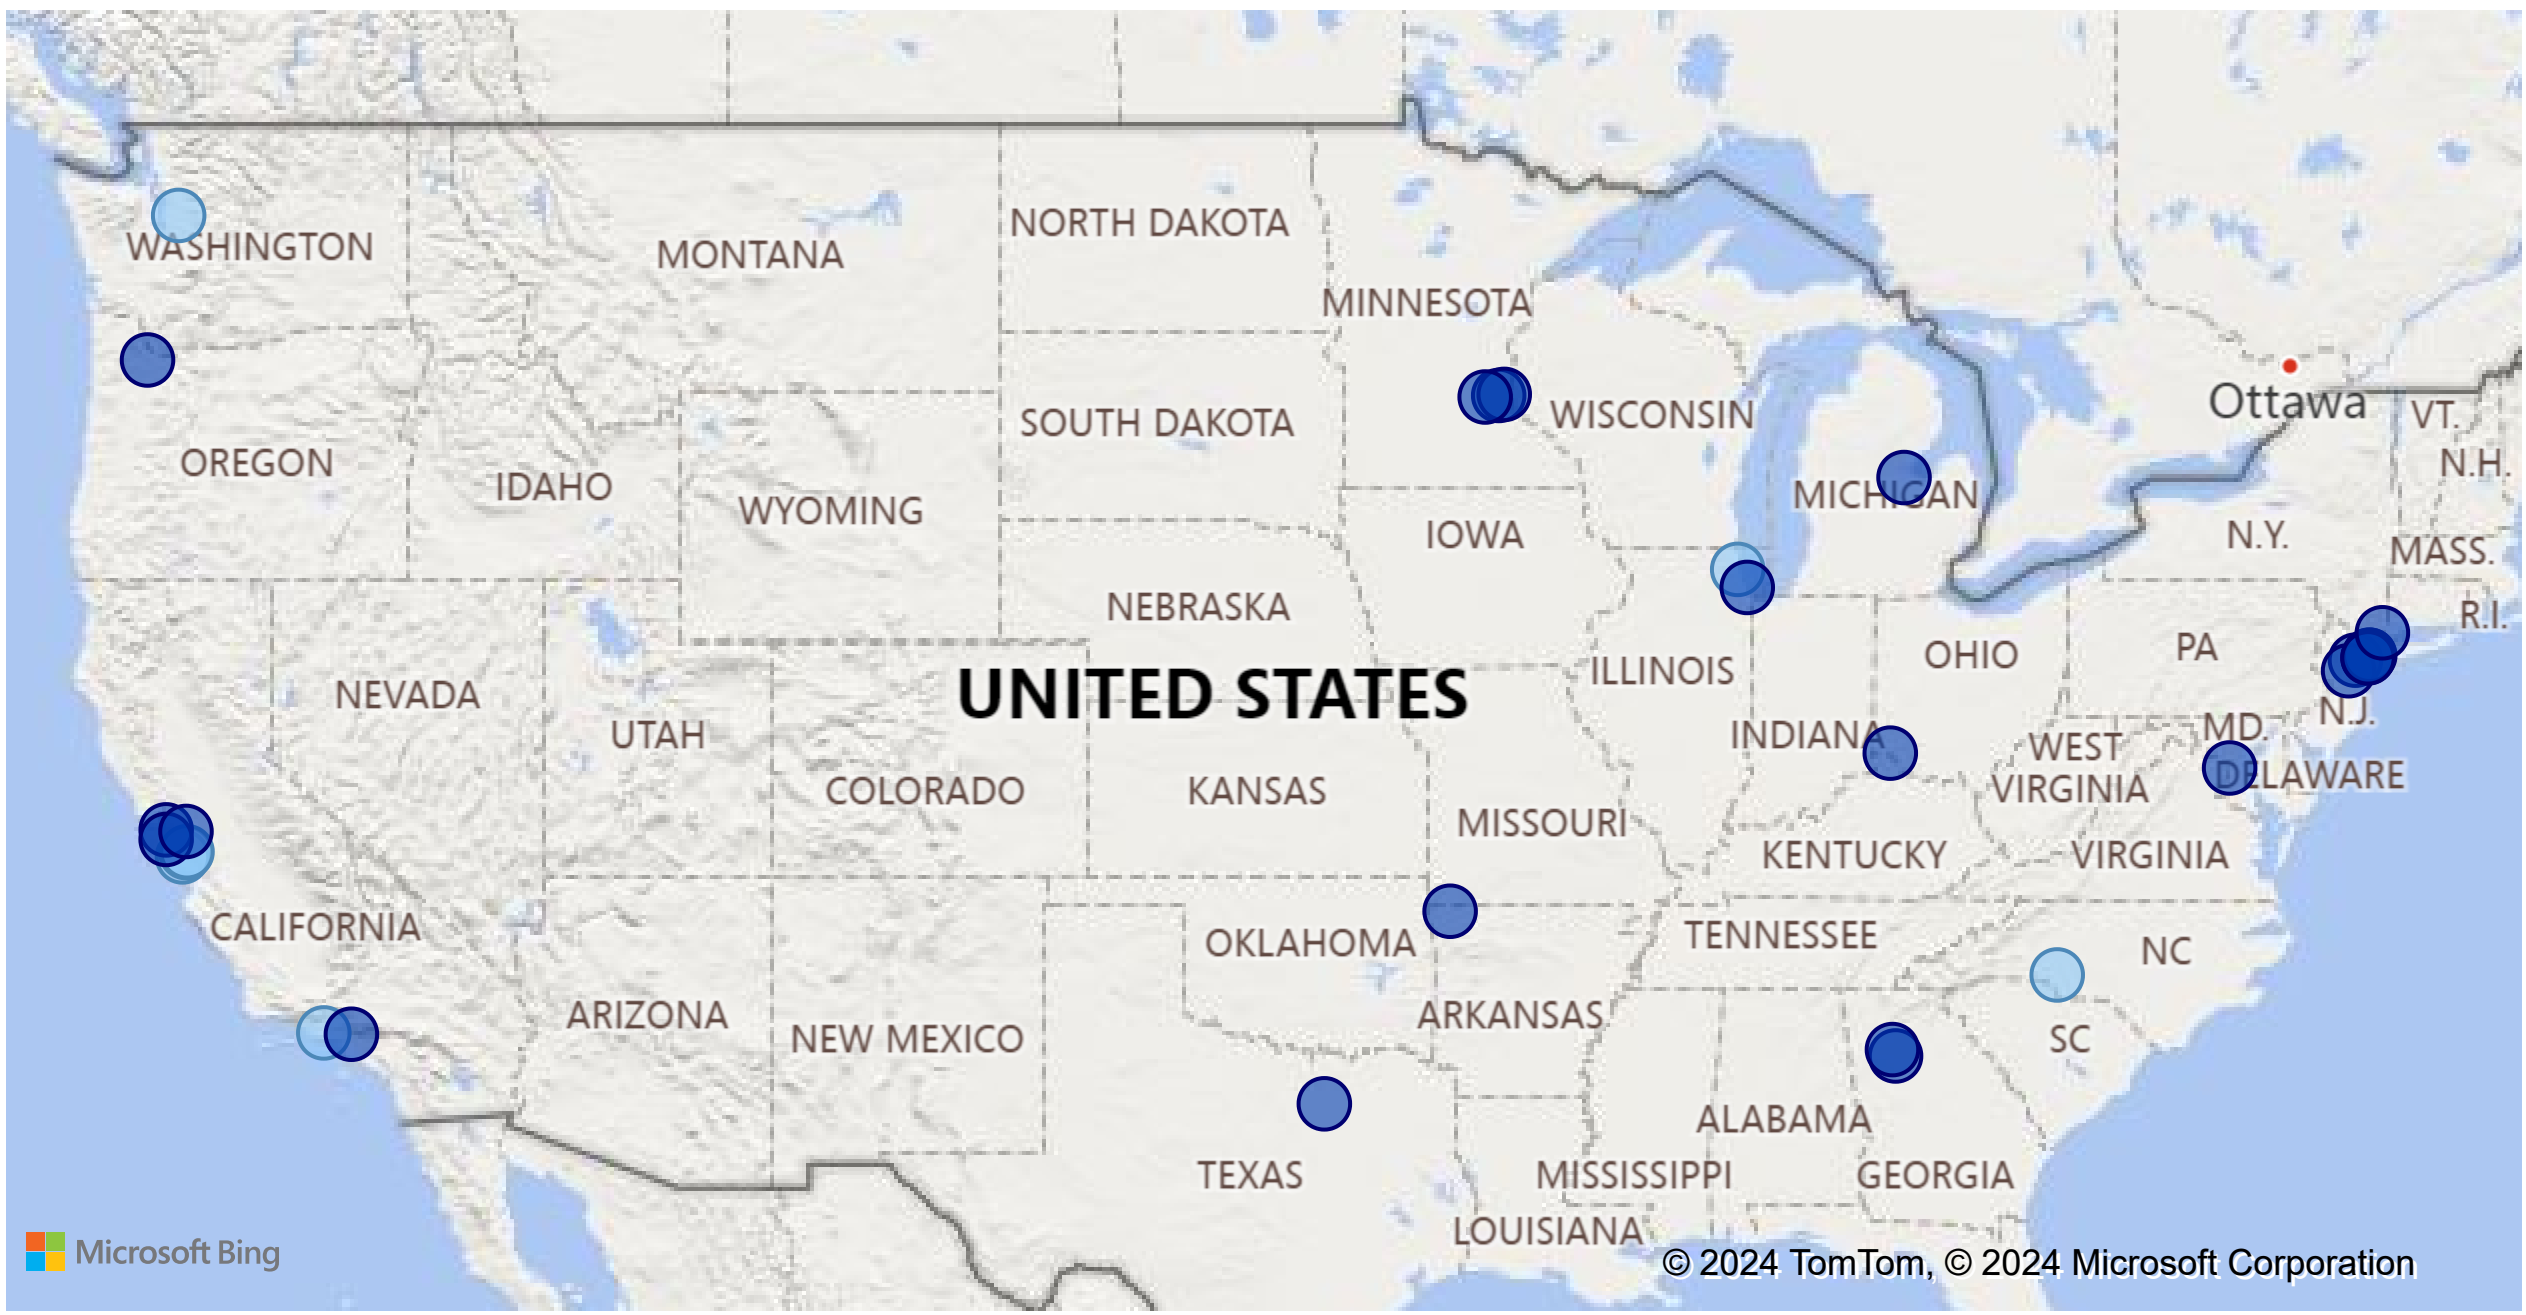 NORTH DAKOTA
WASHINGTON
MONTANA
MINNESOTA
Ottawa
VT.
WISCONSIN
SOUTH DAKOTA
OREGON
N.H.
IDAHO
MICHIGAN
WYOMING
IOWA
N.Y.
MASS.
NEBRASKA
R.I.
PA
OHIO
ILLINOIS
UNITED STATES
NEVADA
N.J.
MD.
UTAH
INDIANA
WEST
VIRGINIA
DELAWARE
COLORADO
KANSAS
MISSOURI
KENTUCKY
VIRGINIA
CALIFORNIA
TENNESSEE
OKLAHOMA
NC
ARIZONA
ARKANSAS
NEW MEXICO
SC
ALABAMA
TEXAS
MISSISSIPPI
GEORGIA
LOUISIANA
Microsoft Bing
© 2024 TomTom, © 2024 Microsoft Corporation